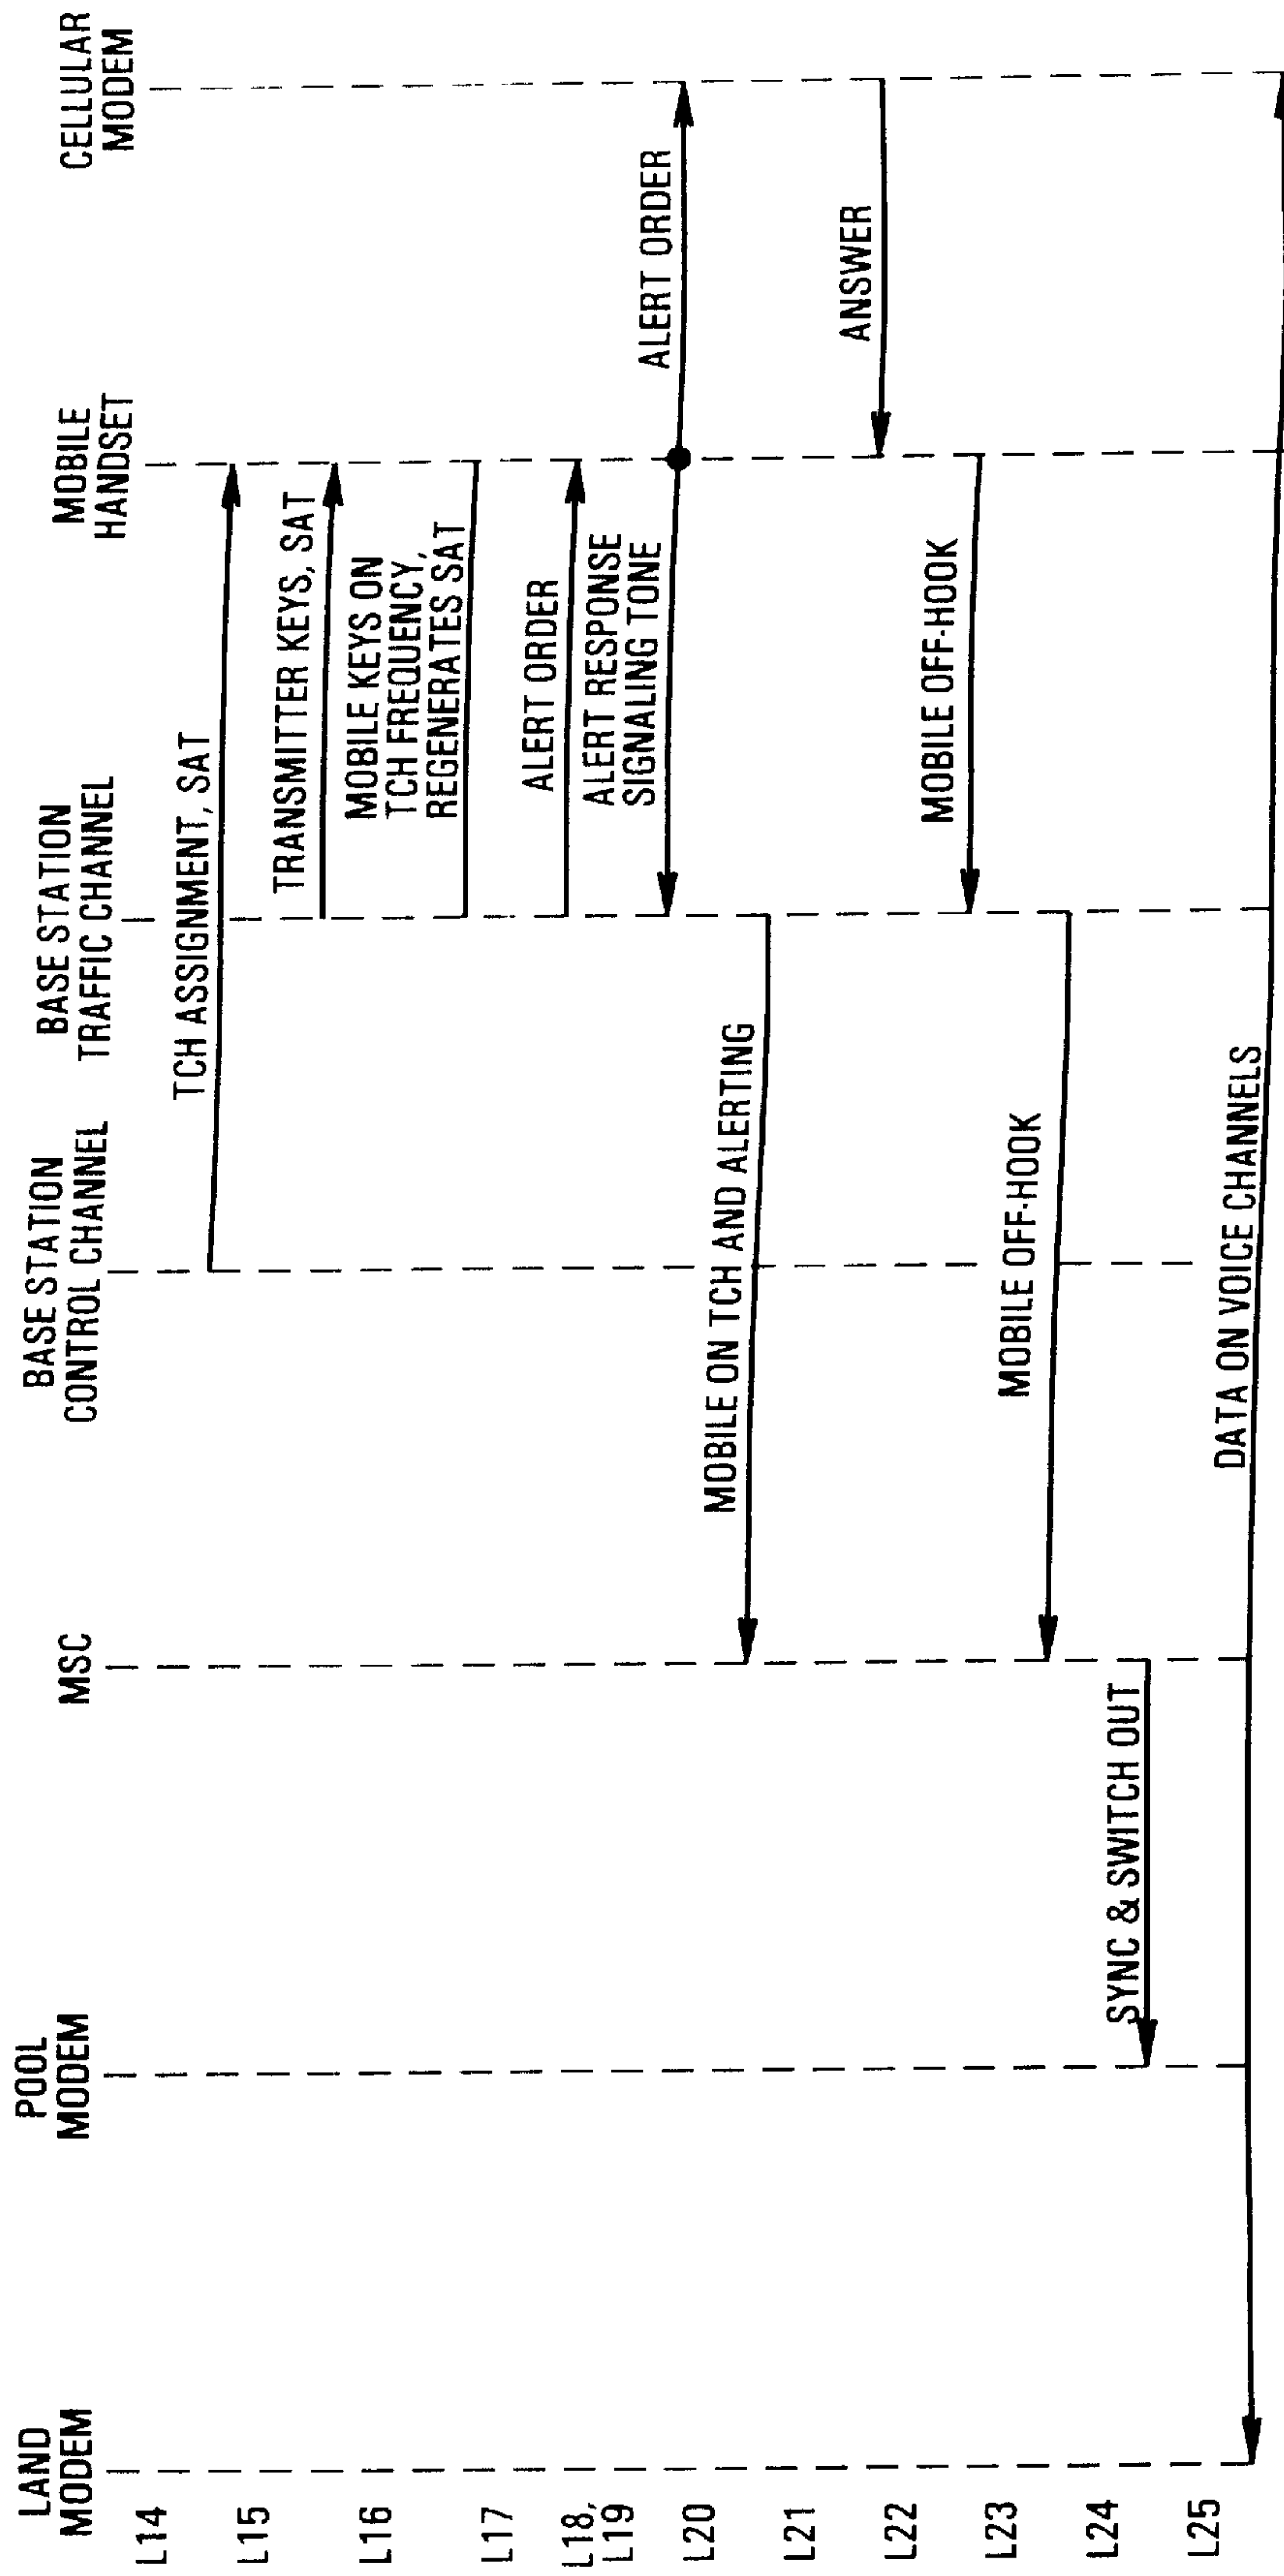 LAND
MODEM
POOL
MODEM
MSC
BASE STATION
CONTROL CHANNEL
BASE STATION
TRAFFIC CHANNEL
MOBILE
HANDSET
CELLULAR
MODEM
L14
TCH ASSIGNMENT, SAT
L15
TRANSMITTER KEYS, SAT
L16
MOBILE KEYS ON
TCH FREQUENCY,
REGENERATES SAT
L17
ALERT ORDER
L18,
L19
ALERT RESPONSE
SIGNALING TONE
ALERT ORDER
L20
MOBILE ON TCH AND ALERTING
L21
ANSWER
L22
MOBILE OFF-HOOK
L23
MOBILE OFF-HOOK
L24
SYNC & SWITCH OUT
L25
DATA ON VOICE CHANNELS